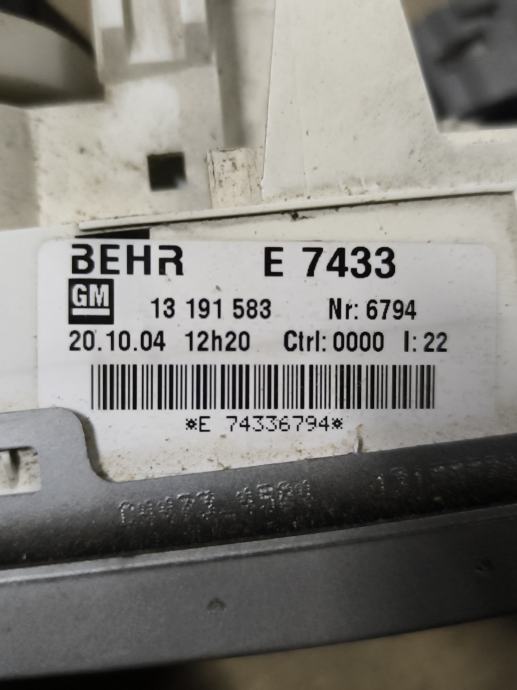 BEHR E 7433
GM 13 191 583 Nr: 6794
20.10.04 12h20 Ctrl: 0000 I: 22
*E 74336794*